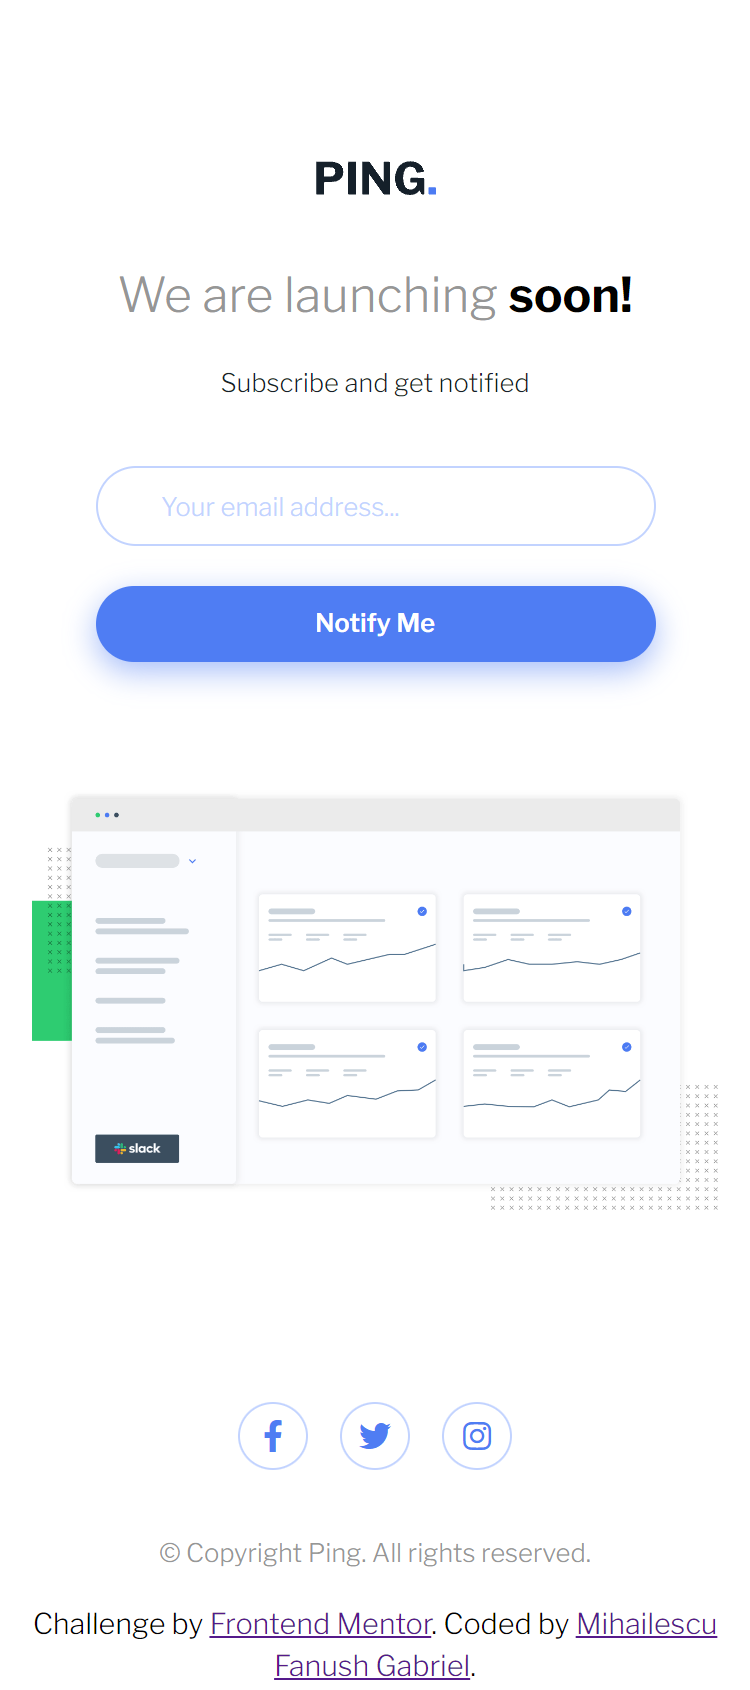 PING.
We are launching soon!
Subscribe and get notified
Your email address...
Notify Me
slack
© Copyright Ping. All rights reserved.
Challenge by Frontend Mentor. Coded by Mihailescu
Fanush Gabriel.